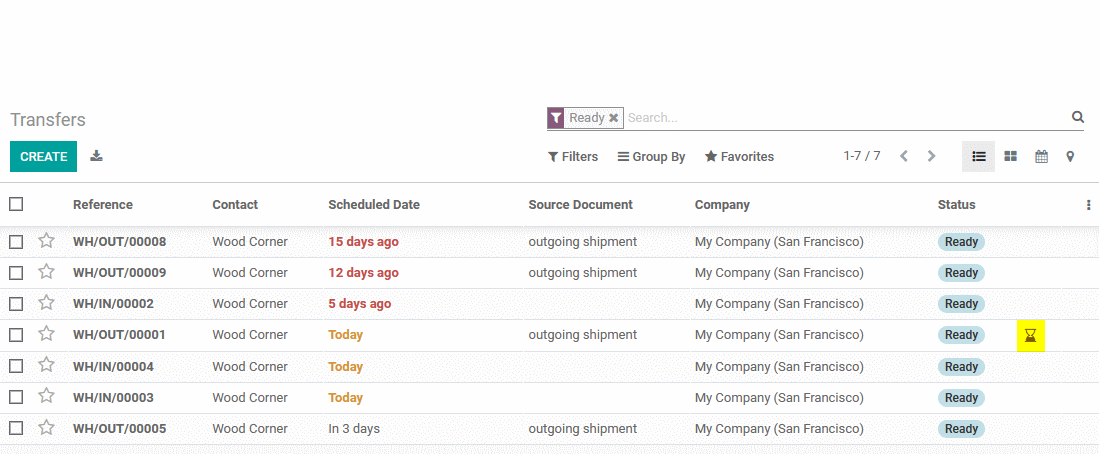 Transfers
Ready Search...
CREATE
Filters Group By Favorites 1-7 / 7
Reference Contact Scheduled Date Source Document Company Status
WH/OUT/00008 Wood Corner 15 days ago outgoing shipment My Company (San Francisco) Ready
WH/OUT/00009 Wood Corner 12 days ago outgoing shipment My Company (San Francisco) Ready
WH/IN/00002 Wood Corner 5 days ago My Company (San Francisco) Ready
WH/OUT/00001 Wood Corner Today outgoing shipment My Company (San Francisco) Ready
WH/IN/00004 Wood Corner Today My Company (San Francisco) Ready
WH/IN/00003 Wood Corner Today My Company (San Francisco) Ready
WH/OUT/00005 Wood Corner In 3 days outgoing shipment My Company (San Francisco) Ready